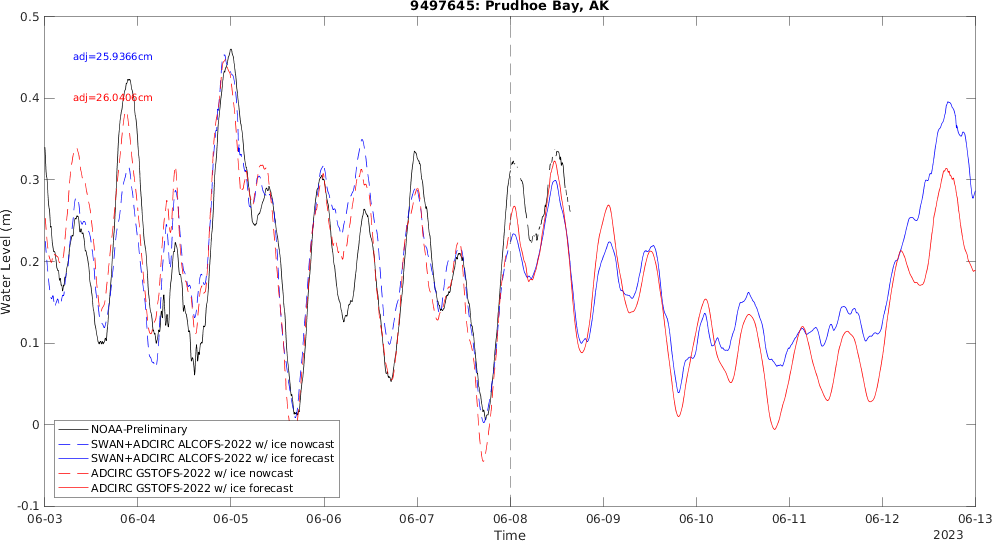 9497645: Prudhoe Bay, AK
0.5
adj=25.9366cm
0.4
adj=26.0406cm
0.3
0.2
0.1
0
-0.1
Water Level (m)
NOAA-Preliminary
SWAN+ADCIRC ALCOFS-2022 w/ ice nowcast
SWAN+ADCIRC ALCOFS-2022 w/ ice forecast
ADCIRC GSTOFS-2022 w/ ice nowcast
ADCIRC GSTOFS-2022 w/ ice forecast
06-03 06-04 06-05 06-06 06-07 06-08 06-09 06-10 06-11 06-12 06-13
Time
2023